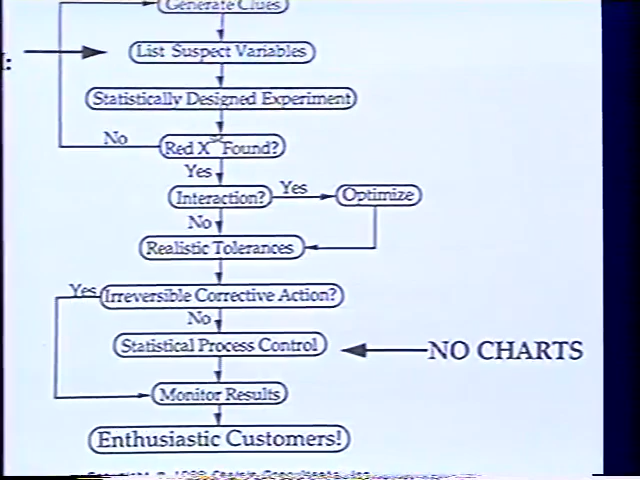 Generate Clues
List Suspect Variables
Statistically Designed Experiment
No
Red X Found?
Yes
Interaction?
Yes
Optimize
No
Realistic Tolerances
Yes
Irreversible Corrective Action?
No
Statistical Process Control
NO CHARTS
Monitor Results
Enthusiastic Customers!